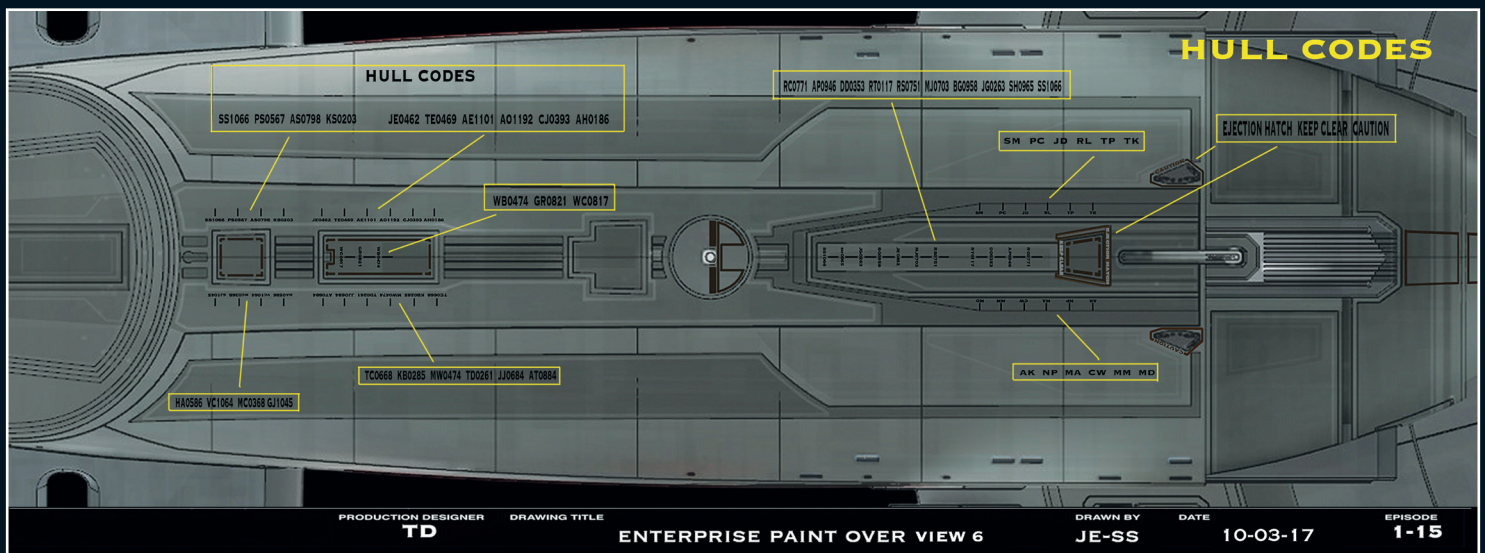 HULL CODES
HULL CODES
SS1066 PS0567 AS0798 KS0203
JE0462 TE0469 AE1101 AO1192 CJ0393 AH0186
RC0771 AP0946 DD0353 RT0117 RS0751 MJ0703 BG0958 JG0263 SH0965 SS1066
SM PC JD RL TP TK
EJECTION HATCH KEEP CLEAR CAUTION
WB0474 GR0821 WC0817
TC0668 KB0285 MW0474 TD0261 JJ0684 AT0884
HA0586 VC1064 MC0368 GJ1045
AK NP MA CW MM MD
PRODUCTION DESIGNER
TD
DRAWING TITLE
ENTERPRISE PAINT OVER VIEW 6
DRAWN BY
JE-SS
DATE
10-03-17
EPISODE
1-15